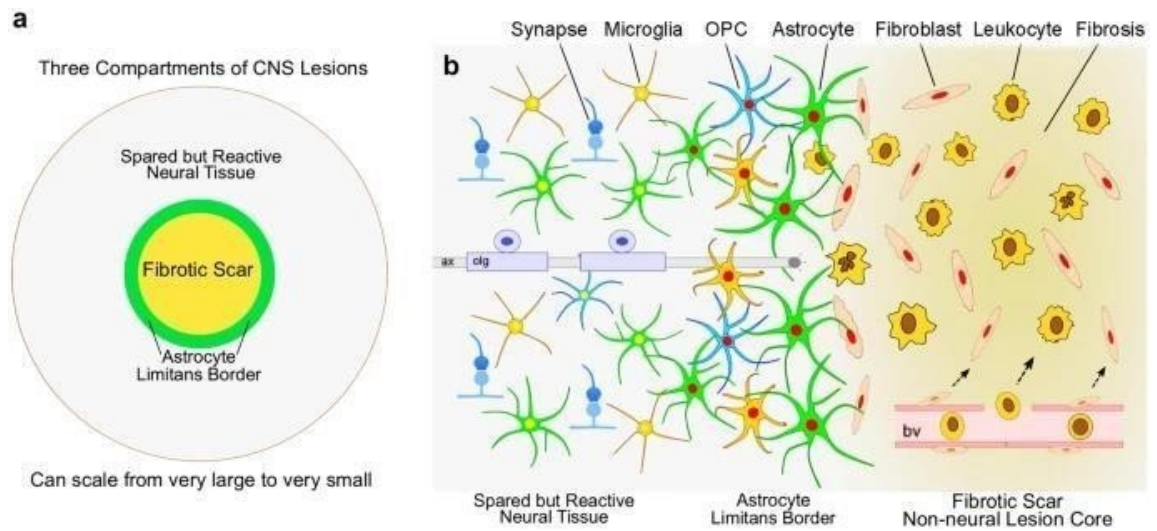 a
Three Compartments of CNS Lesions
Spared but Reactive
Neural Tissue
Fibrotic Scar
Astrocyte
Limitans Border
Can scale from very large to very small
Synapse Microglia OPC Astrocyte Fibroblast Leukocyte Fibrosis
b
ax
olg
bv
Spared but Reactive
Neural Tissue
Astrocyte
Limitans Border
Fibrotic Scar
Non-neural Lesion Core